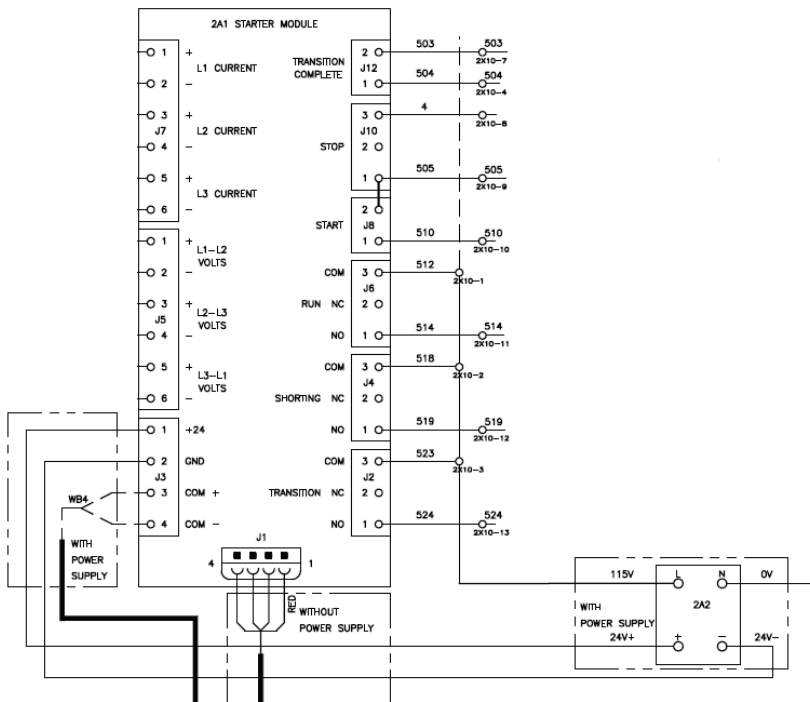 2A1 STARTER MODULE
1 +
L1 CURRENT
2 −
3 +
J7
L2 CURRENT
4 −
5 +
L3 CURRENT
6 −
1 +
L1−L2
VOLTS
2 −
3 +
J5
L2−L3
VOLTS
4 −
5 +
L3−L1
VOLTS
6 −
1 +24
2 GND
J3
3 COM +
4 COM −
WB4
WITH
POWER
SUPPLY
TRANSITION
COMPLETE
2
J12
1
503
503
2X10−7
504
504
2X10−4
3
J10
STOP 2
1
4
2X10−8
505
505
2X10−9
START
2
J8
1
510
510
2X10−10
COM 3
J6
RUN NC 2
NO 1
512
2X10−1
514
514
2X10−11
COM 3
J4
SHORTING NC 2
NO 1
518
2X10−2
519
519
2X10−12
COM 3
J2
TRANSITION NC 2
NO 1
523
2X10−3
524
524
2X10−13
J1
4 1
RED
WITHOUT
POWER SUPPLY
115V L N 0V
2A2
WITH
POWER SUPPLY
24V+ + − 24V−